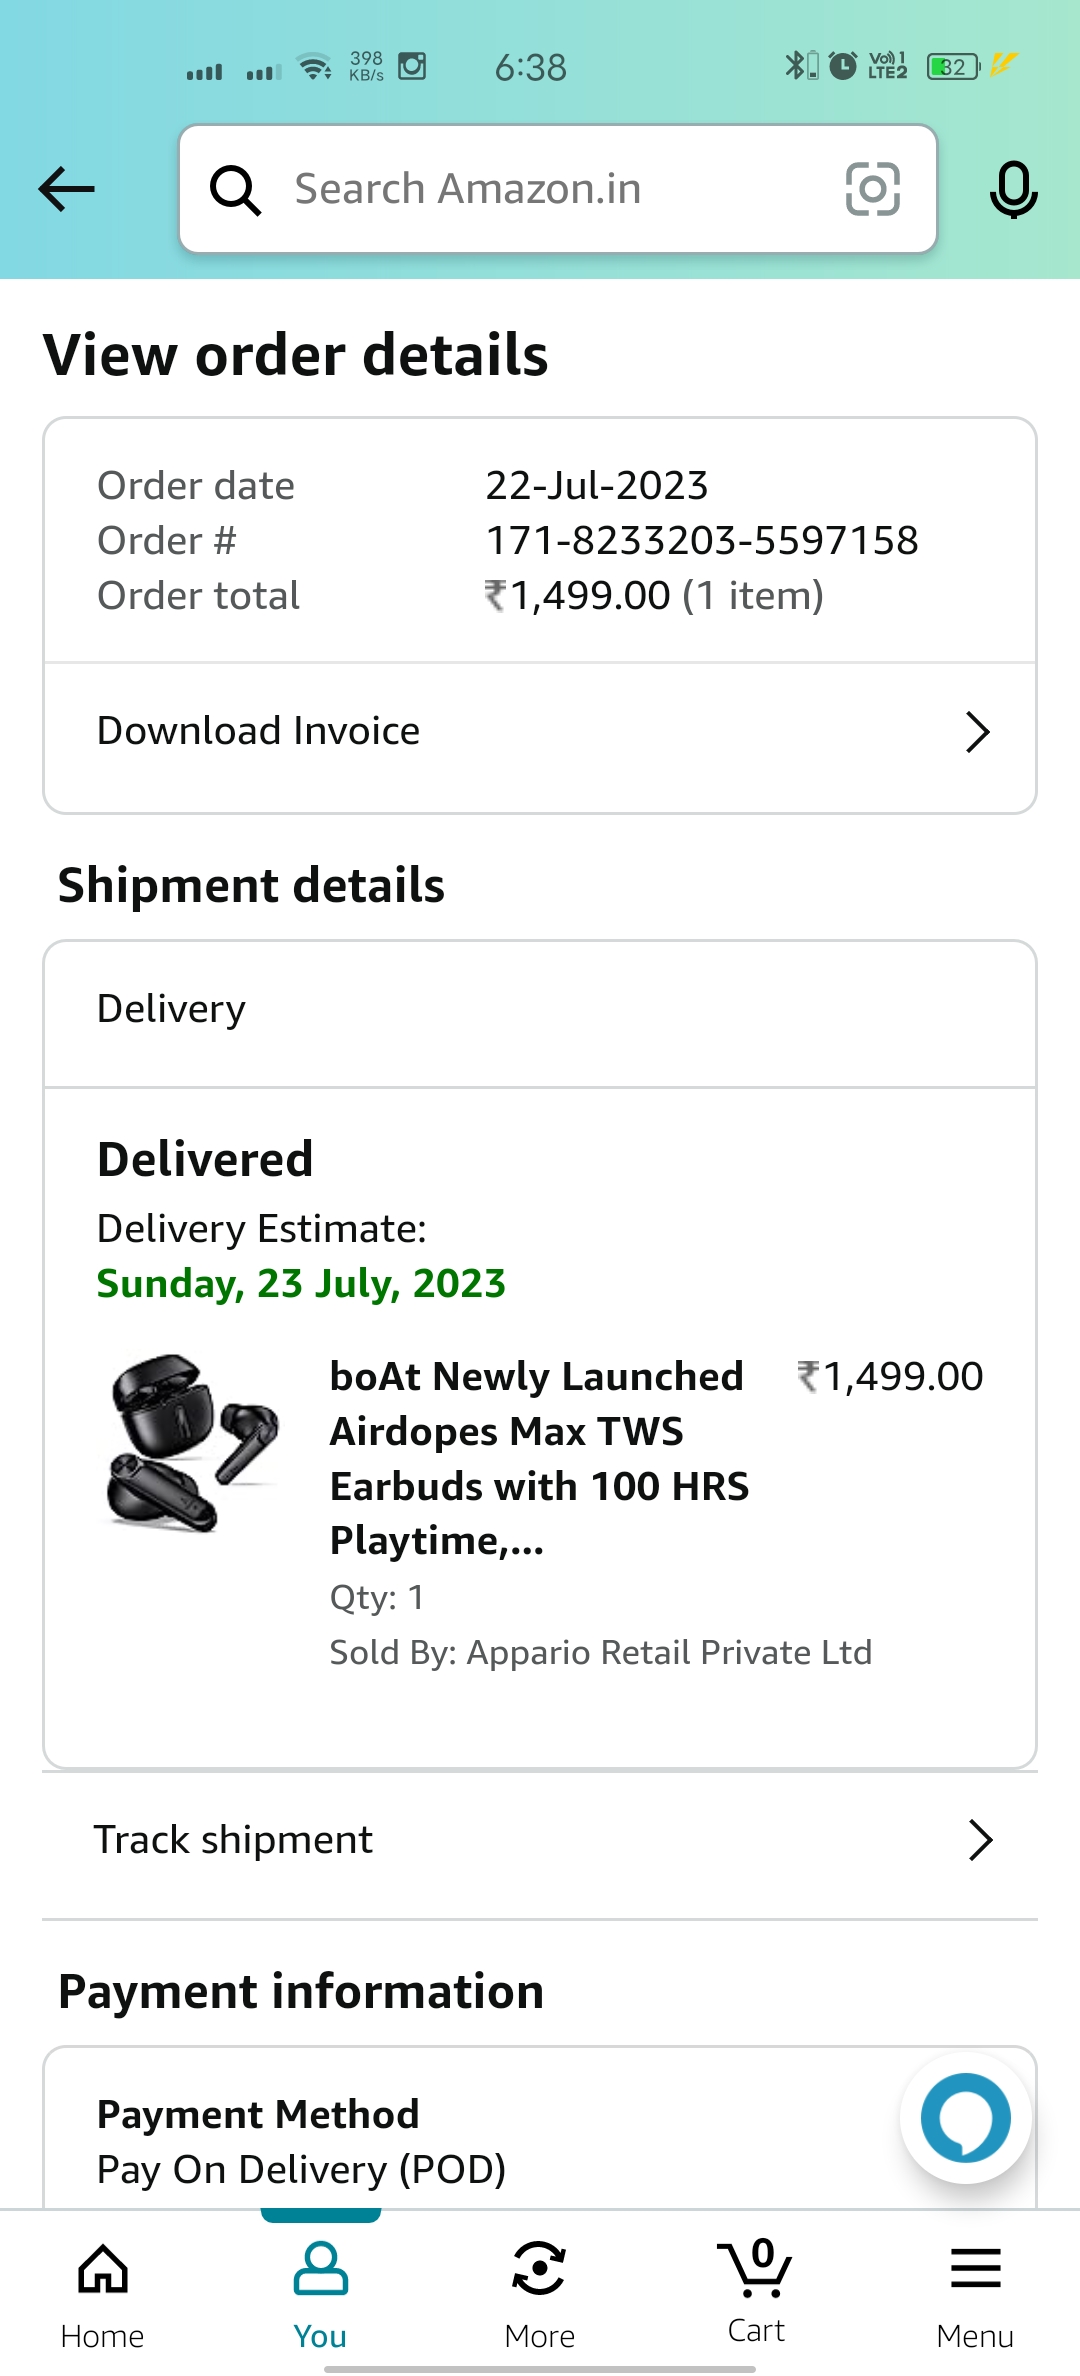 398
KB/s
6:38
Vo)) 1
LTE2
32
Search Amazon.in
View order details
Order date 22-Jul-2023
Order # 171-8233203-5597158
Order total ₹1,499.00 (1 item)
Download Invoice
Shipment details
Delivery
Delivered
Delivery Estimate:
Sunday, 23 July, 2023
boAt Newly Launched ₹1,499.00
Airdopes Max TWS
Earbuds with 100 HRS
Playtime,...
Qty: 1
Sold By: Appario Retail Private Ltd
Track shipment
Payment information
Payment Method
Pay On Delivery (POD)
0
Home You More Cart Menu